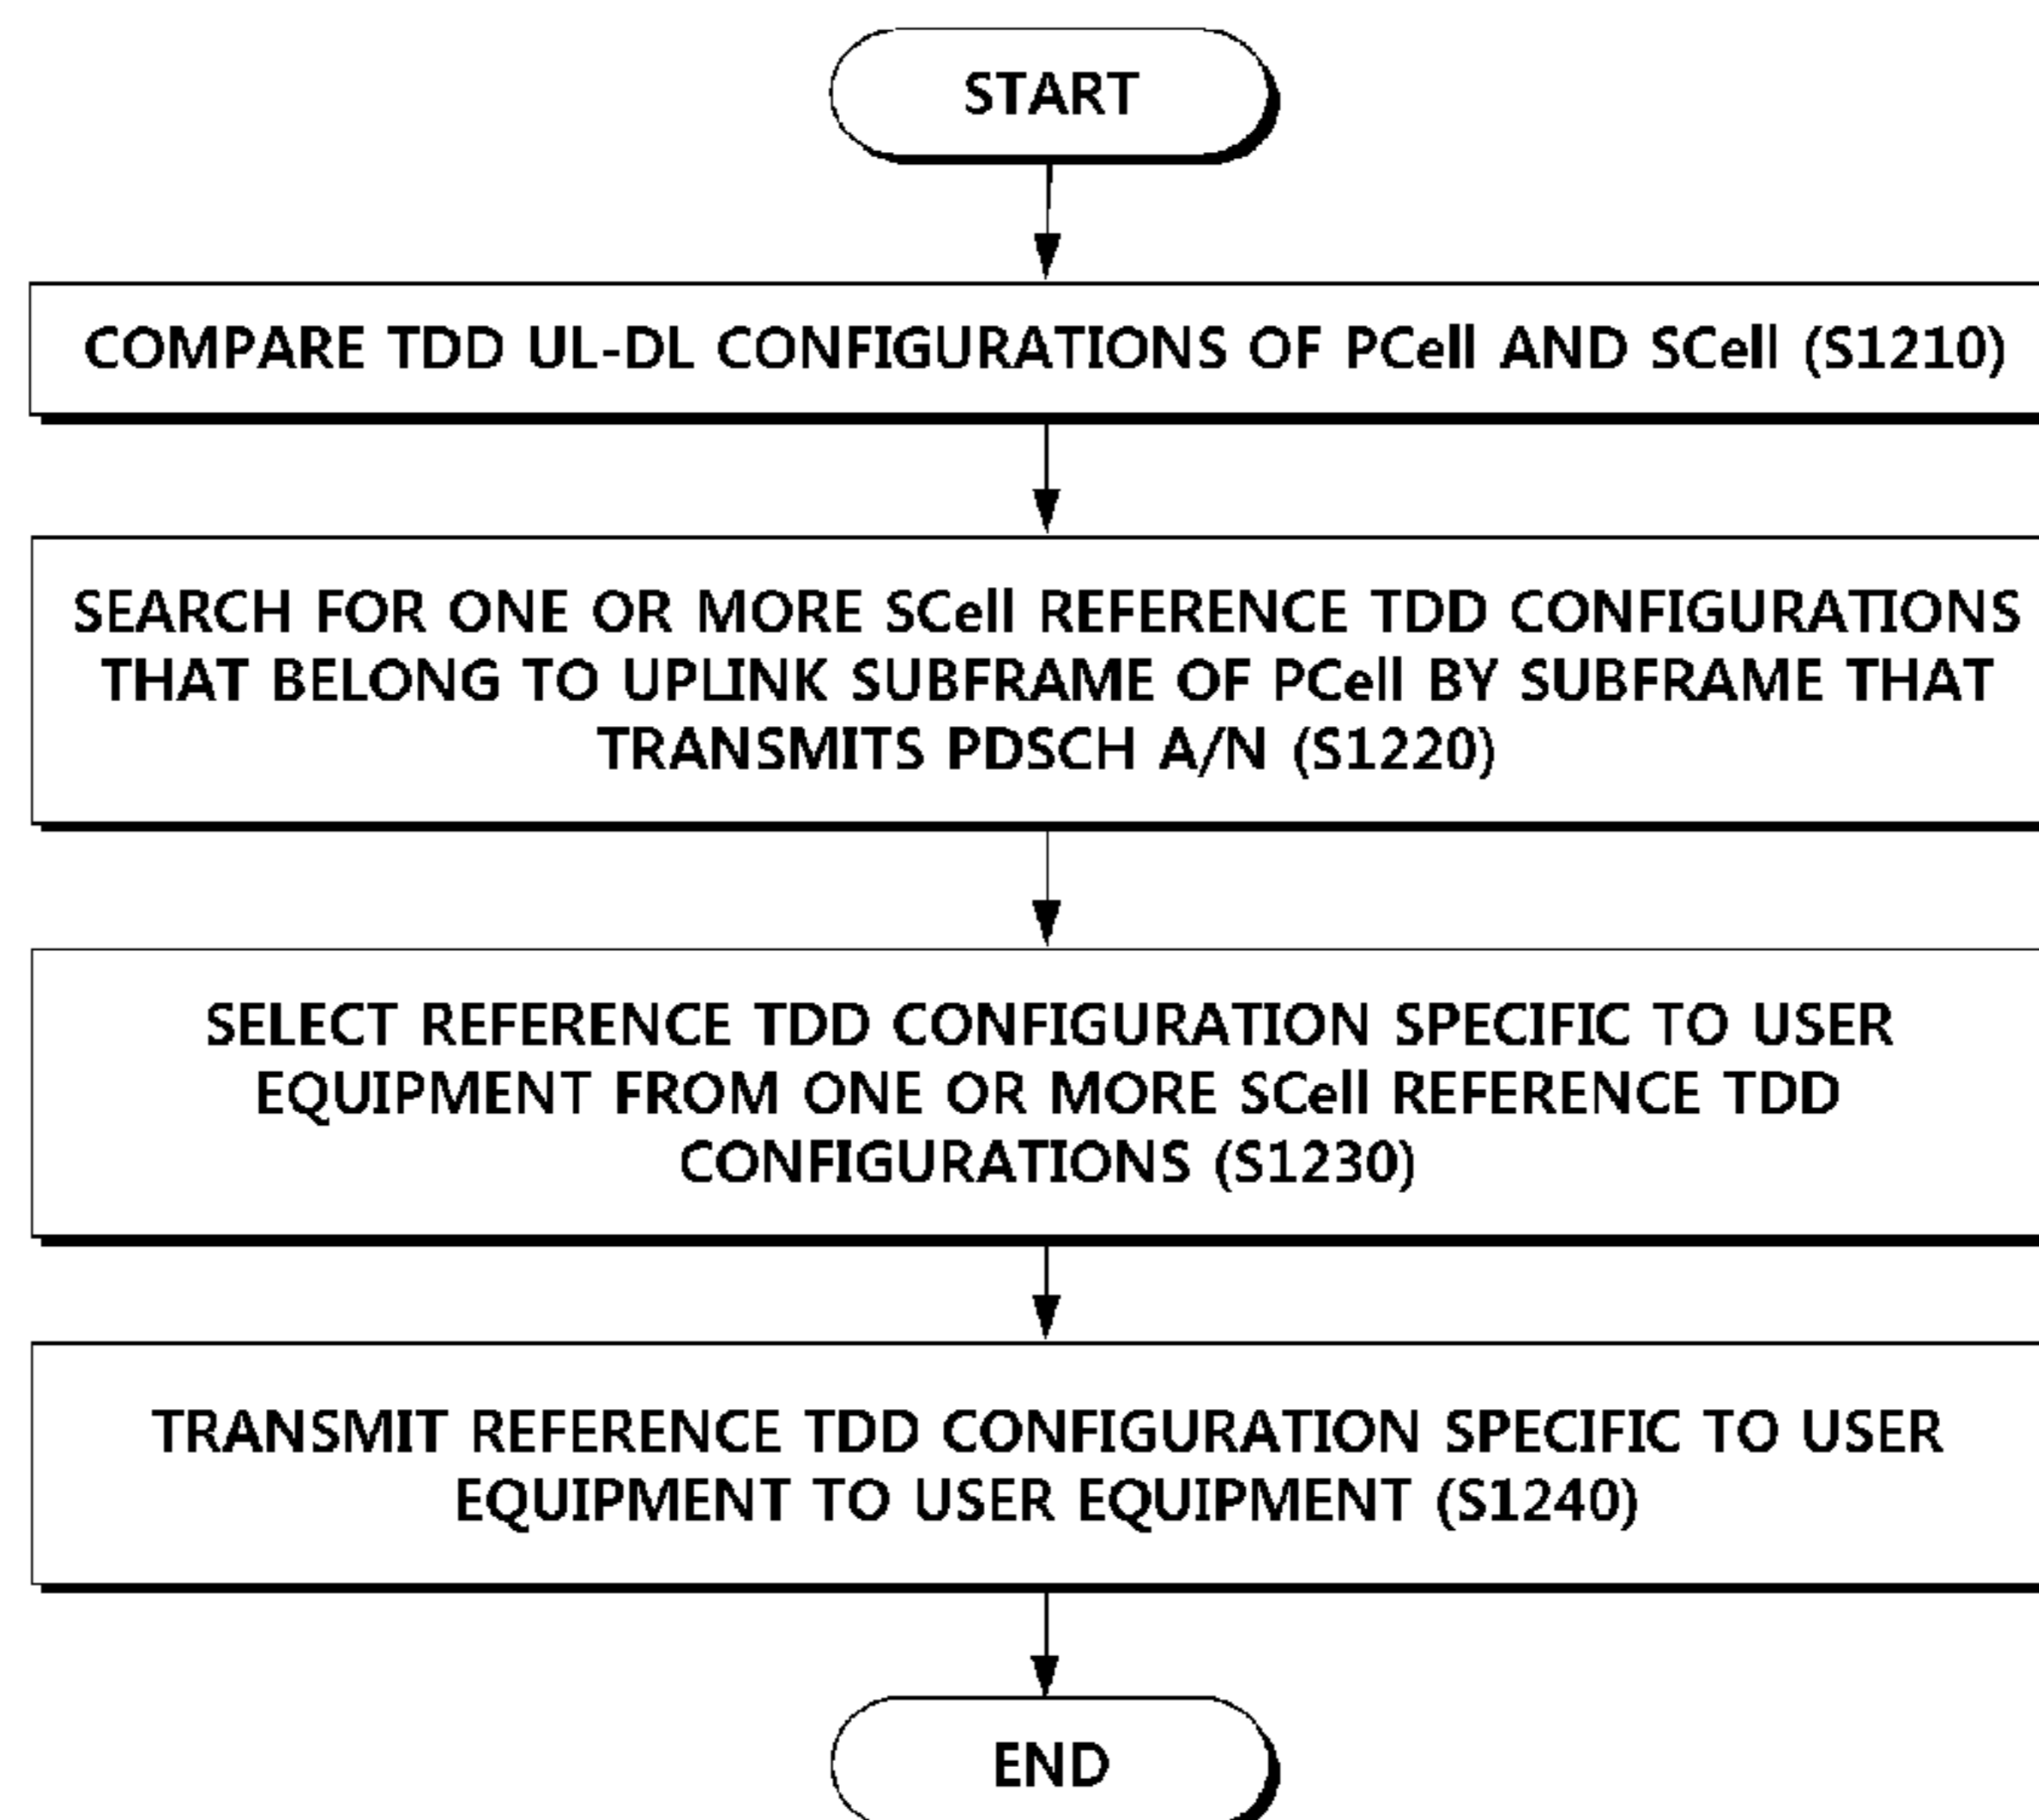 START
COMPARE TDD UL-DL CONFIGURATIONS OF PCell AND SCell (S1210)
SEARCH FOR ONE OR MORE SCell REFERENCE TDD CONFIGURATIONS
THAT BELONG TO UPLINK SUBFRAME OF PCell BY SUBFRAME THAT
TRANSMITS PDSCH A/N (S1220)
SELECT REFERENCE TDD CONFIGURATION SPECIFIC TO USER
EQUIPMENT FROM ONE OR MORE SCell REFERENCE TDD
CONFIGURATIONS (S1230)
TRANSMIT REFERENCE TDD CONFIGURATION SPECIFIC TO USER
EQUIPMENT TO USER EQUIPMENT (S1240)
END